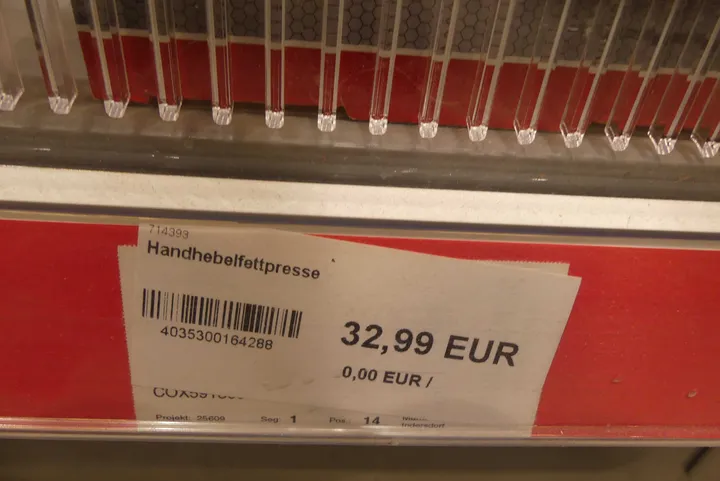 714393
Handhebelfettpresse
4035300164288
32,99 EUR
0,00 EUR /
Projekt: 25609 Seg: 1 Pos.: 14